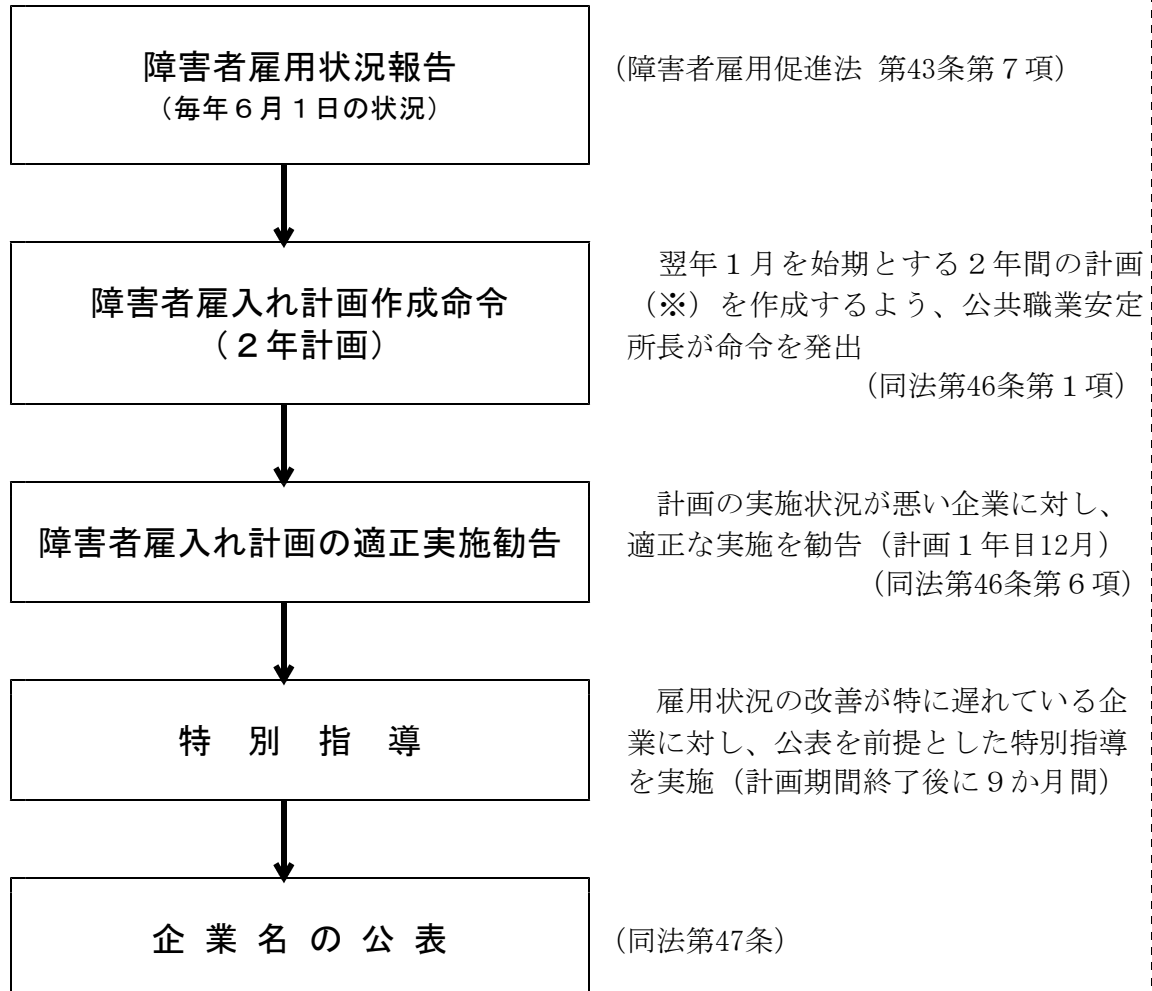 障害者雇用状況報告
（毎年６月１日の状況）
（障害者雇用促進法 第43条第７項）
障害者雇入れ計画作成命令
（２年計画）
翌年１月を始期とする２年間の計画
（※）を作成するよう、公共職業安定
所長が命令を発出
（同法第46条第１項）
障害者雇入れ計画の適正実施勧告
計画の実施状況が悪い企業に対し、
適正な実施を勧告（計画１年目12月）
（同法第46条第６項）
特 別 指 導
雇用状況の改善が特に遅れている企
業に対し、公表を前提とした特別指導
を実施（計画期間終了後に９か月間）
企 業 名 の 公 表
（同法第47条）